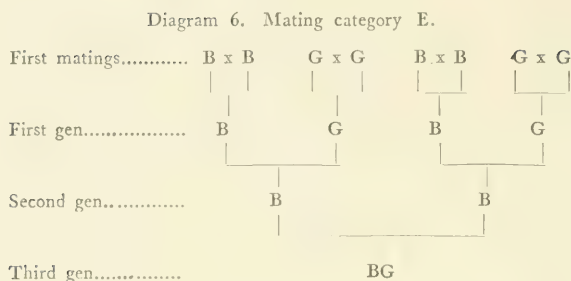 Diagram 6. Mating category E.
First matings............ B x B G x G B x B G x G
First gen.................. B G B G
Second gen.............. B B
Third gen............... BG